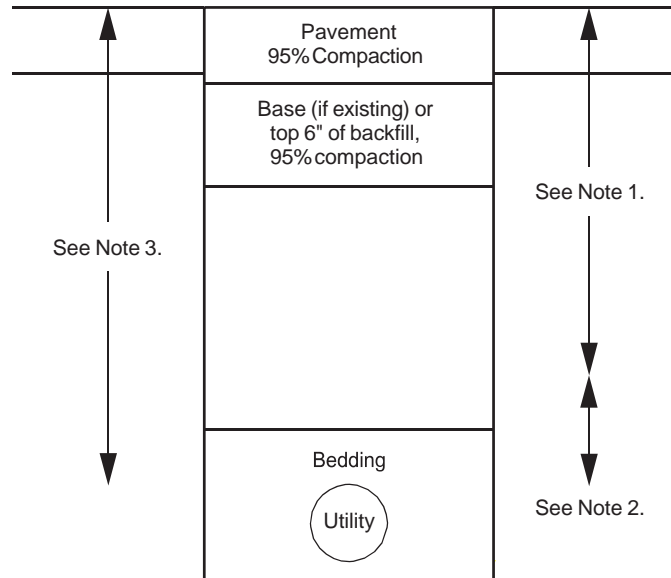 Pavement
95% Compaction
Base (if existing) or
top 6" of backfill,
95% compaction
See Note 1.
See Note 3.
Bedding
Utility
See Note 2.